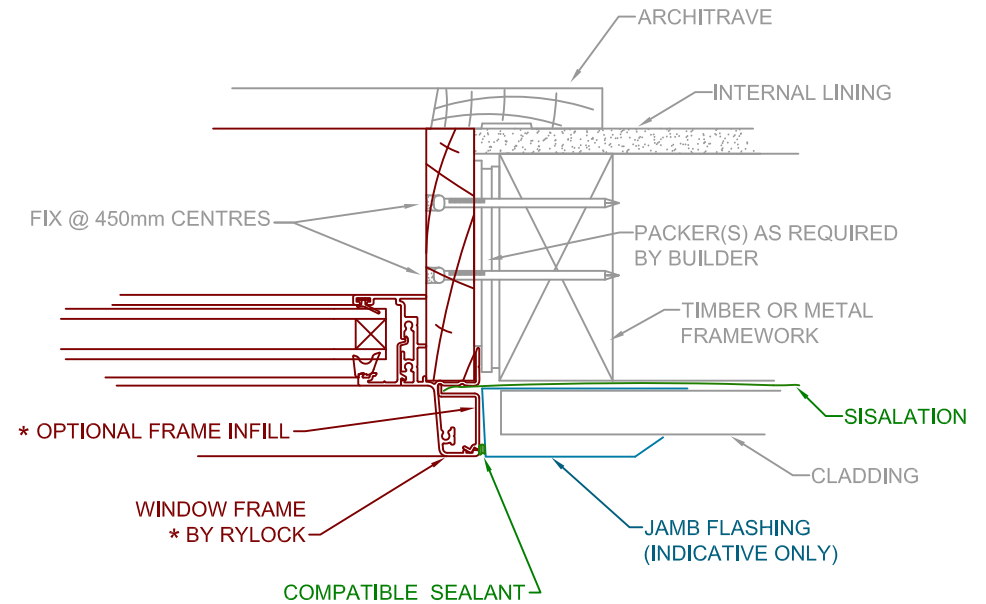 ARCHITRAVE
INTERNAL LINING
FIX @ 450mm CENTRES
PACKER(S) AS REQUIRED
BY BUILDER
TIMBER OR METAL
FRAMEWORK
SISALATION
* OPTIONAL FRAME INFILL
CLADDING
WINDOW FRAME
* BY RYLOCK
JAMB FLASHING
(INDICATIVE ONLY)
COMPATIBLE SEALANT